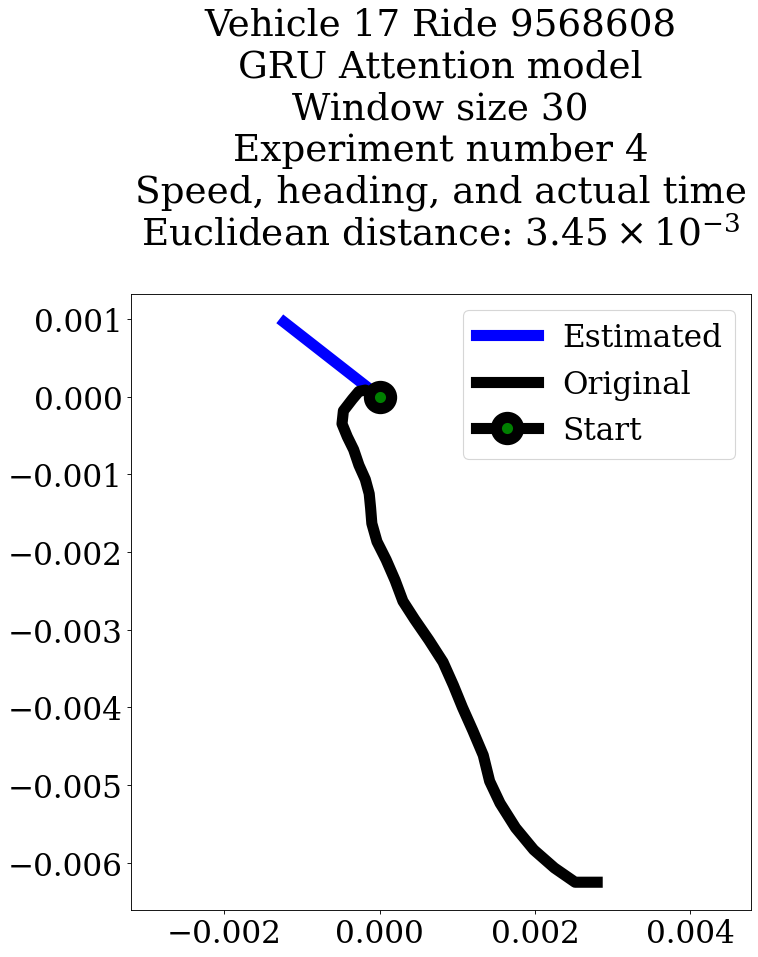 Vehicle 17 Ride 9568608
GRU Attention model
Window size 30
Experiment number 4
Speed, heading, and actual time
Euclidean distance: 3.45 × 10⁻³
Estimated
Original
Start
0.001
0.000
−0.001
−0.002
−0.003
−0.004
−0.005
−0.006
−0.002 0.000 0.002 0.004